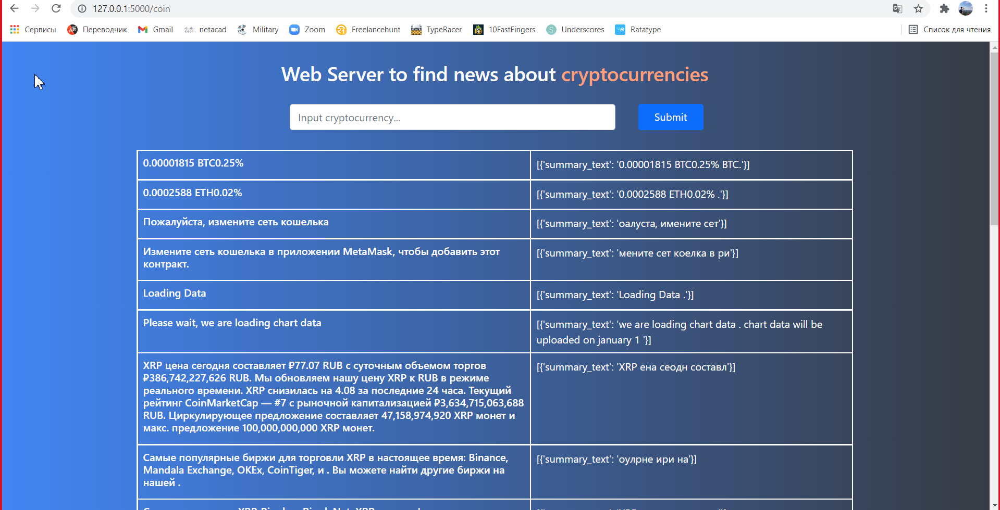 127.0.0.1:5000/coin
Сервисы Переводчик Gmail netacad Military Zoom Freelancehunt TypeRacer 10FastFingers Underscores Ratatype Список для чтения
Web Server to find news about cryptocurrencies
Input cryptocurrency... Submit
0.00001815 BTC0.25%
[{'summary_text': '0.00001815 BTC0.25% BTC.'}]
0.0002588 ETH0.02%
[{'summary_text': '0.0002588 ETH0.02% .'}]
Пожалуйста, измените сеть кошелька
[{'summary_text': 'оалуста, имените сет'}]
Измените сеть кошелька в приложении MetaMask, чтобы добавить этот
контракт.
[{'summary_text': 'мените сет коелка в ри'}]
Loading Data
[{'summary_text': 'Loading Data .'}]
Please wait, we are loading chart data
[{'summary_text': 'we are loading chart data . chart data will be
uploaded on january 1 '}]
XRP цена сегодня составляет ₽77.07 RUB с суточным объемом торгов
₽386,742,227,626 RUB. Мы обновляем нашу цену XRP к RUB в режиме
реального времени. XRP снизилась на 4.08 за последние 24 часа. Текущий
рейтинг CoinMarketCap — #7 с рыночной капитализацией ₽3,634,715,063,688
RUB. Циркулирующее предложение составляет 47,158,974,920 XRP монет и
макс. предложение 100,000,000,000 XRP монет.
[{'summary_text': 'XRP ена сеодн составл'}]
Самые популярные биржи для торговли XRP в настоящее время: Binance,
Mandala Exchange, OKEx, CoinTiger, и . Вы можете найти другие биржи на
нашей .
[{'summary_text': 'оулрне ири на'}]